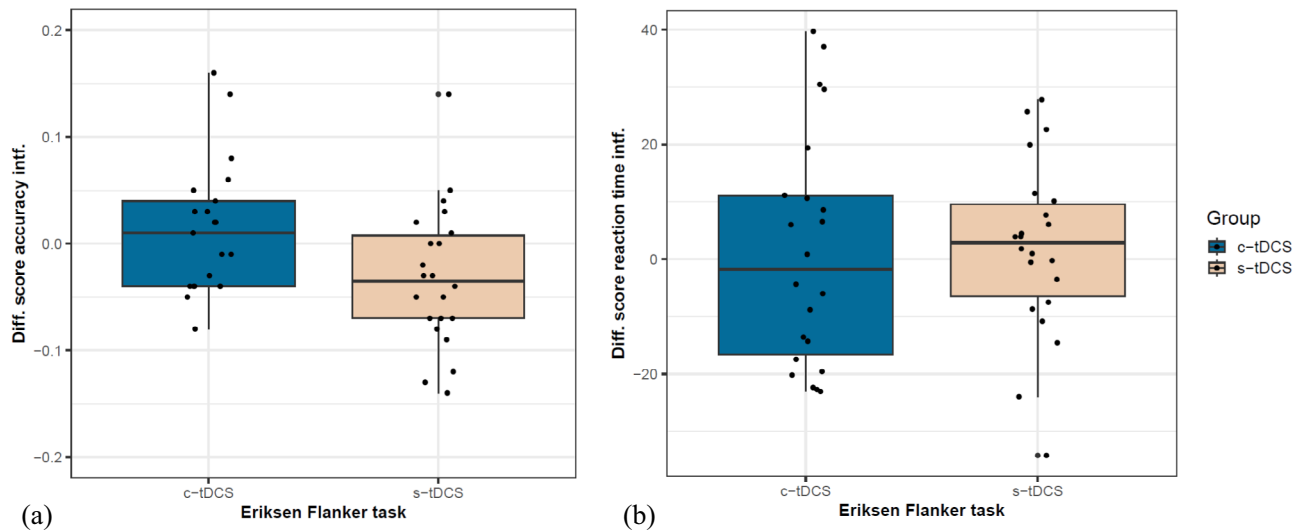 Diff. score accuracy intf.
0.2
0.1
0.0
−0.1
−0.2
c−tDCS s−tDCS
Eriksen Flanker task
(a)
Diff. score reaction time intf.
40
20
0
−20
c−tDCS s−tDCS
Eriksen Flanker task
(b)
Group
c−tDCS
s−tDCS